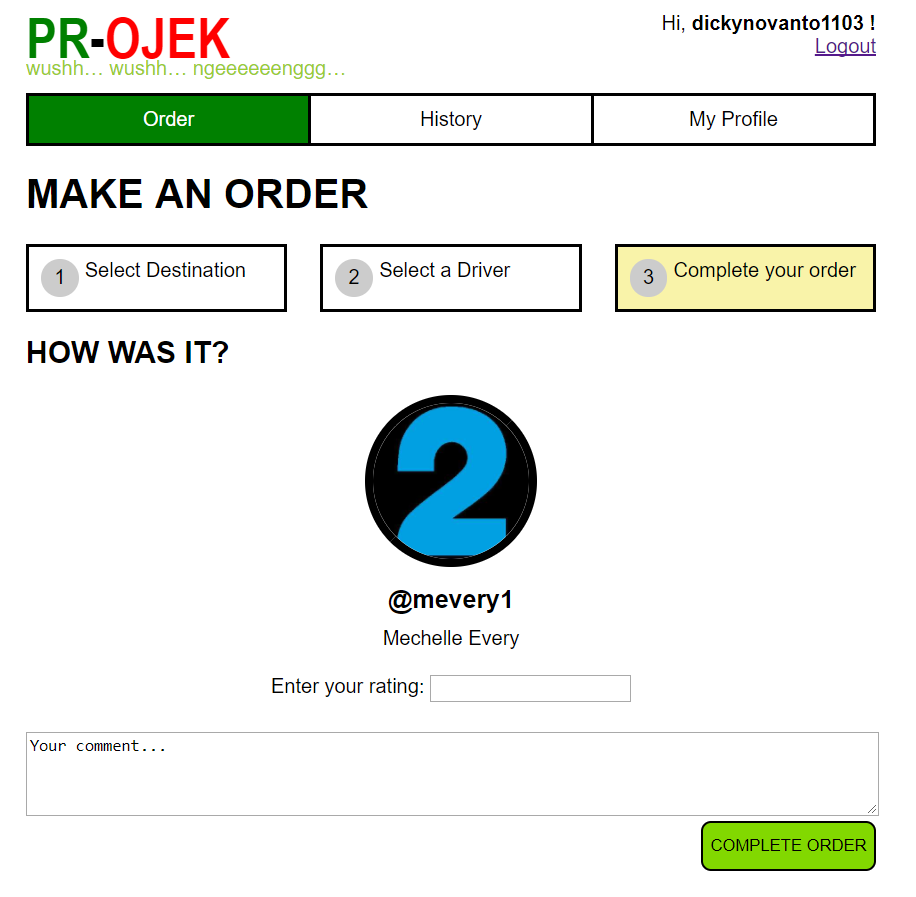 PR-OJEK
Hi, dickynovanto1103 !
wushh... wushh... ngeeeeeenggg...
Logout
Order
History
My Profile
MAKE AN ORDER
1 Select Destination
2 Select a Driver
3 Complete your order
HOW WAS IT?
2
@mevery1
Mechelle Every
Enter your rating:
Your comment...
COMPLETE ORDER